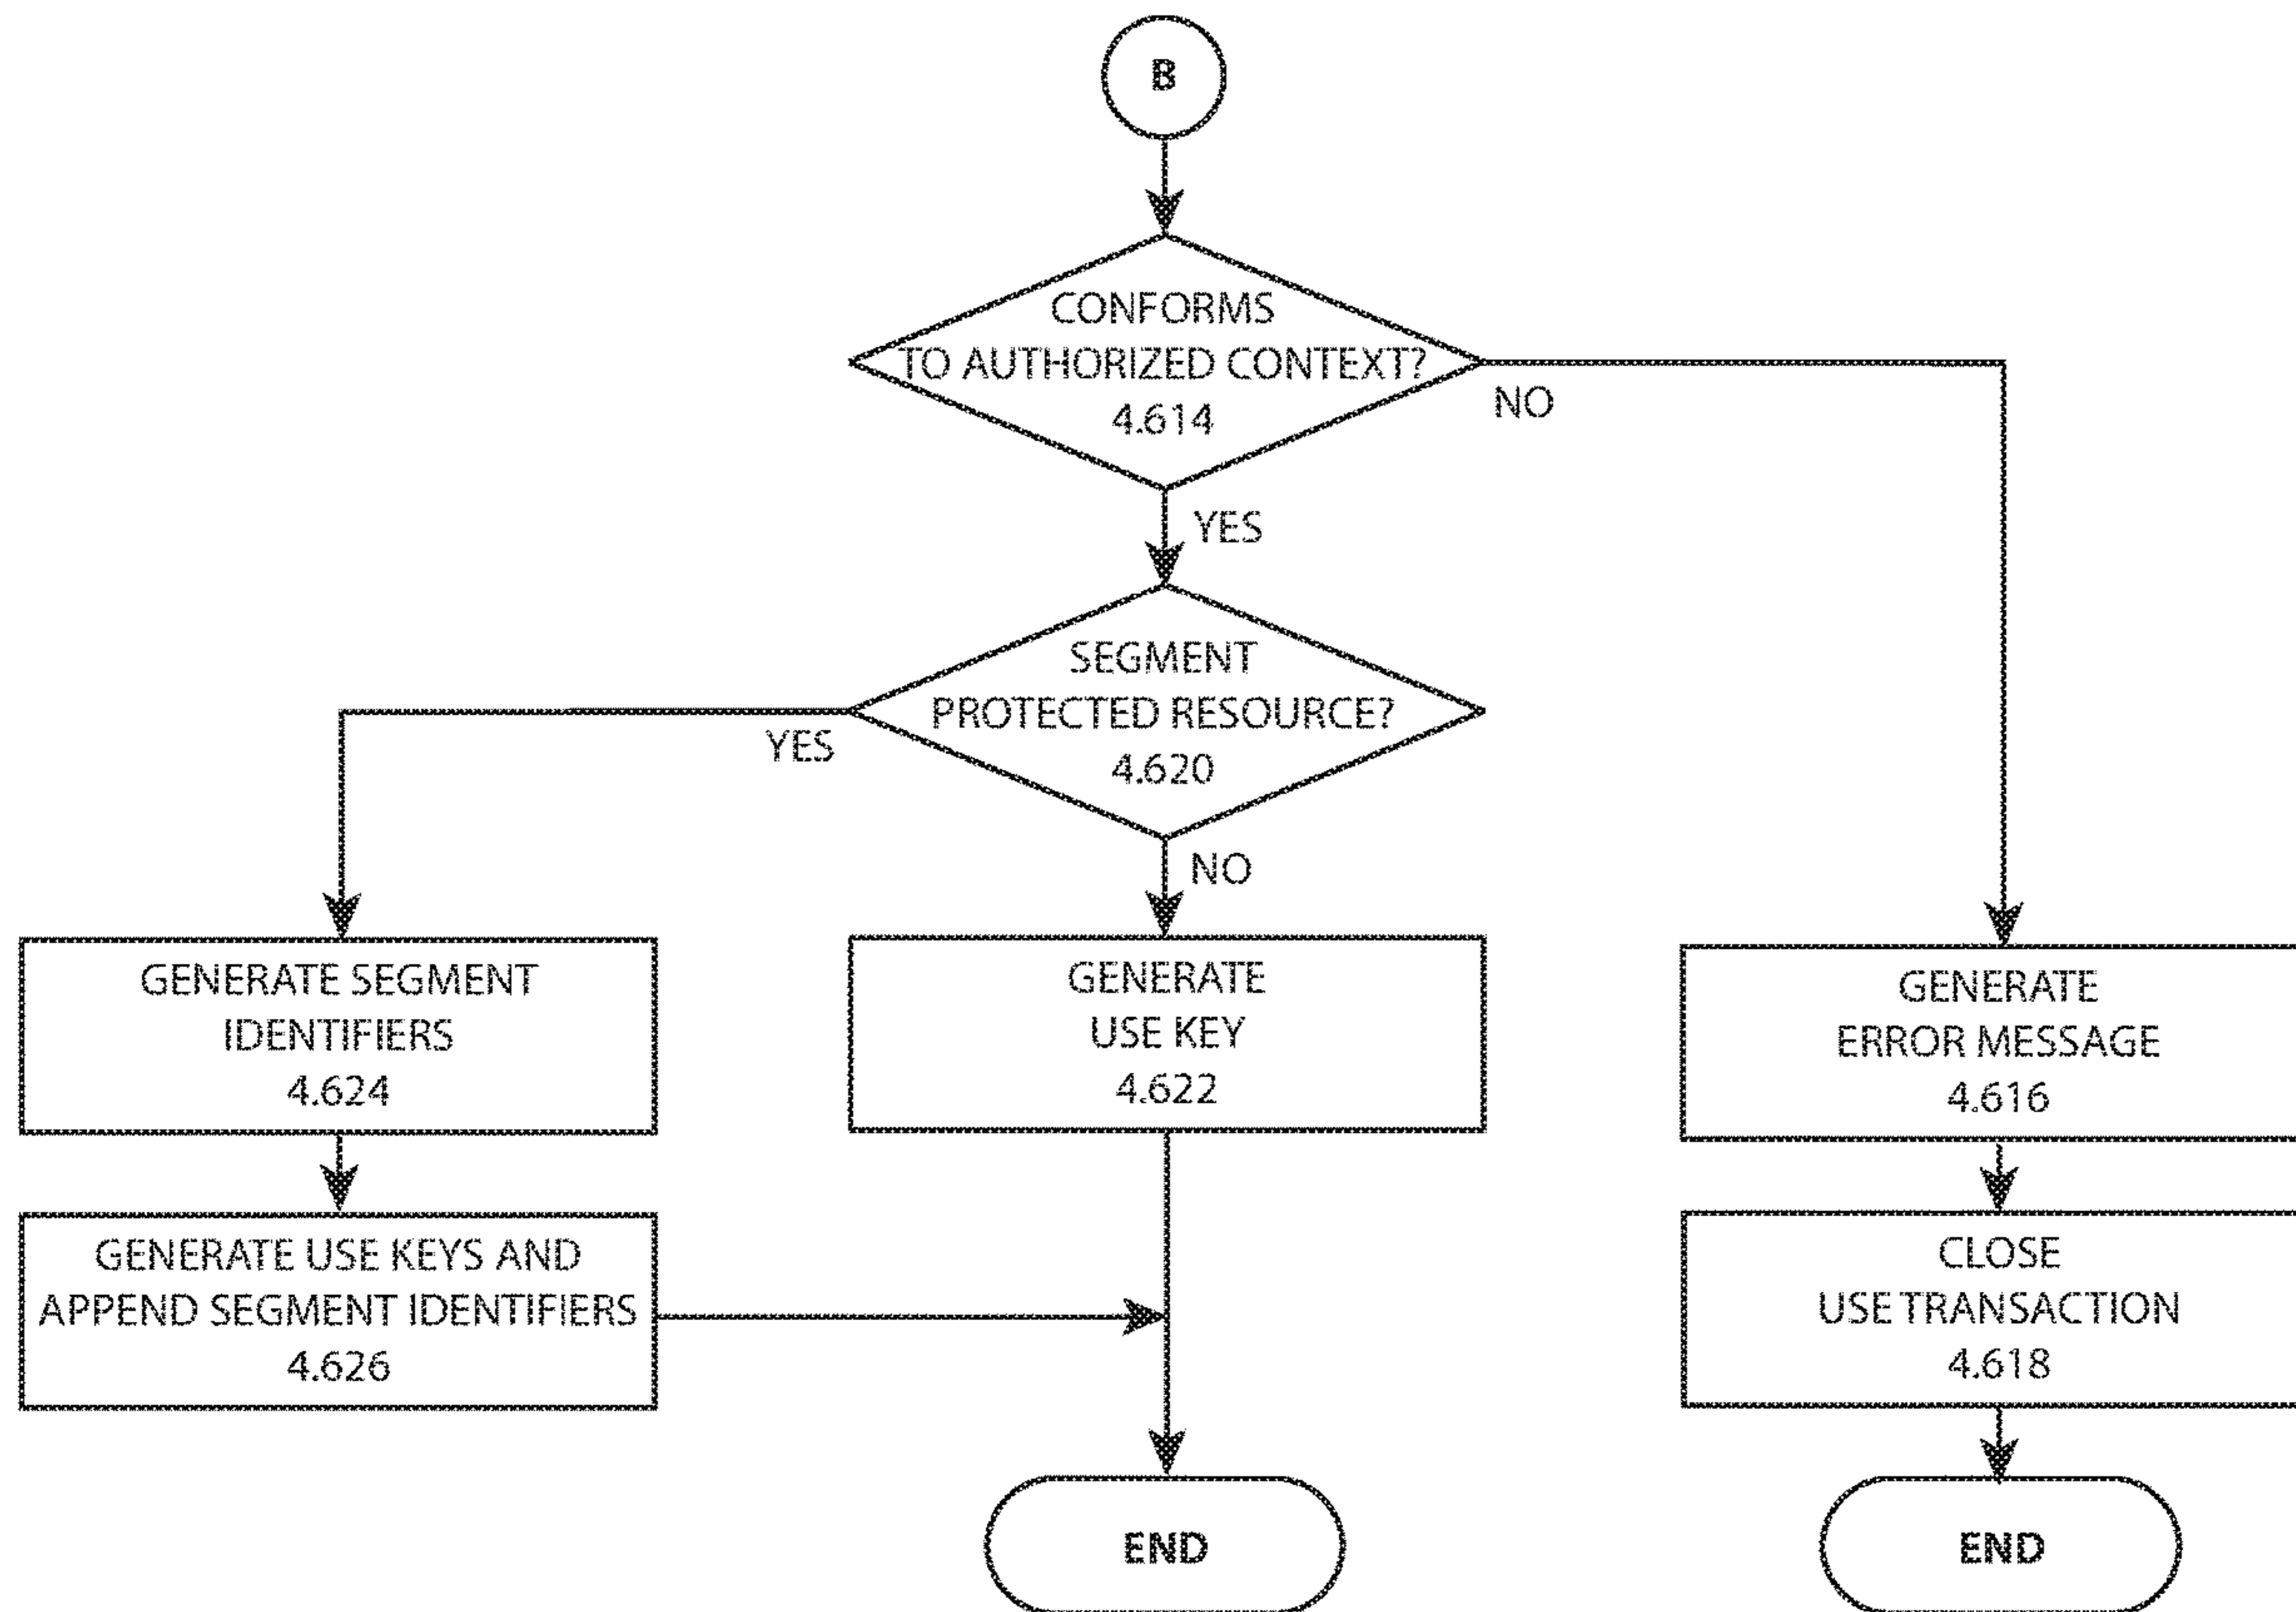 B
CONFORMS
TO AUTHORIZED CONTEXT?
4.614
NO
YES
SEGMENT
PROTECTED RESOURCE?
4.620
YES
NO
GENERATE SEGMENT
IDENTIFIERS
4.624
GENERATE
USE KEY
4.622
GENERATE
ERROR MESSAGE
4.616
GENERATE USE KEYS AND
APPEND SEGMENT IDENTIFIERS
4.626
CLOSE
USE TRANSACTION
4.618
END
END